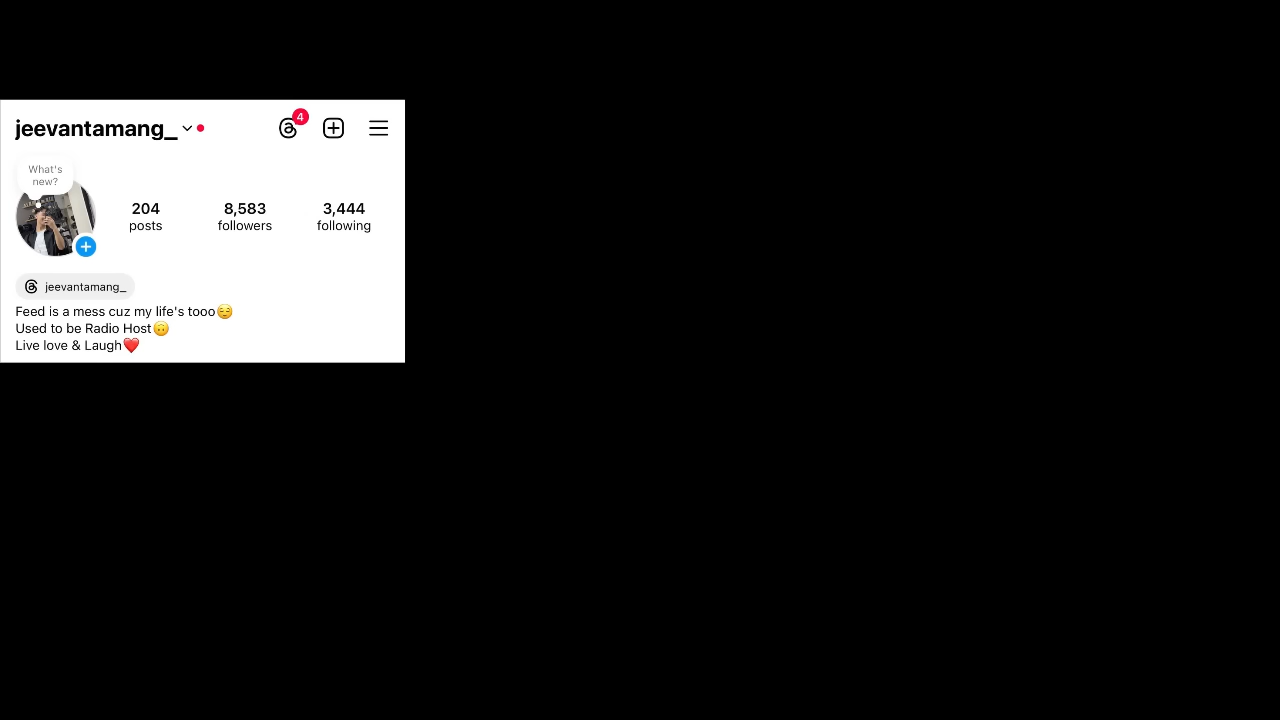 jeevantamang_
4
What's
new?
204 8,583 3,444
posts followers following
jeevantamang_
Feed is a mess cuz my life's tooo😌
Used to be Radio Host🙃
Live love & Laugh❤️